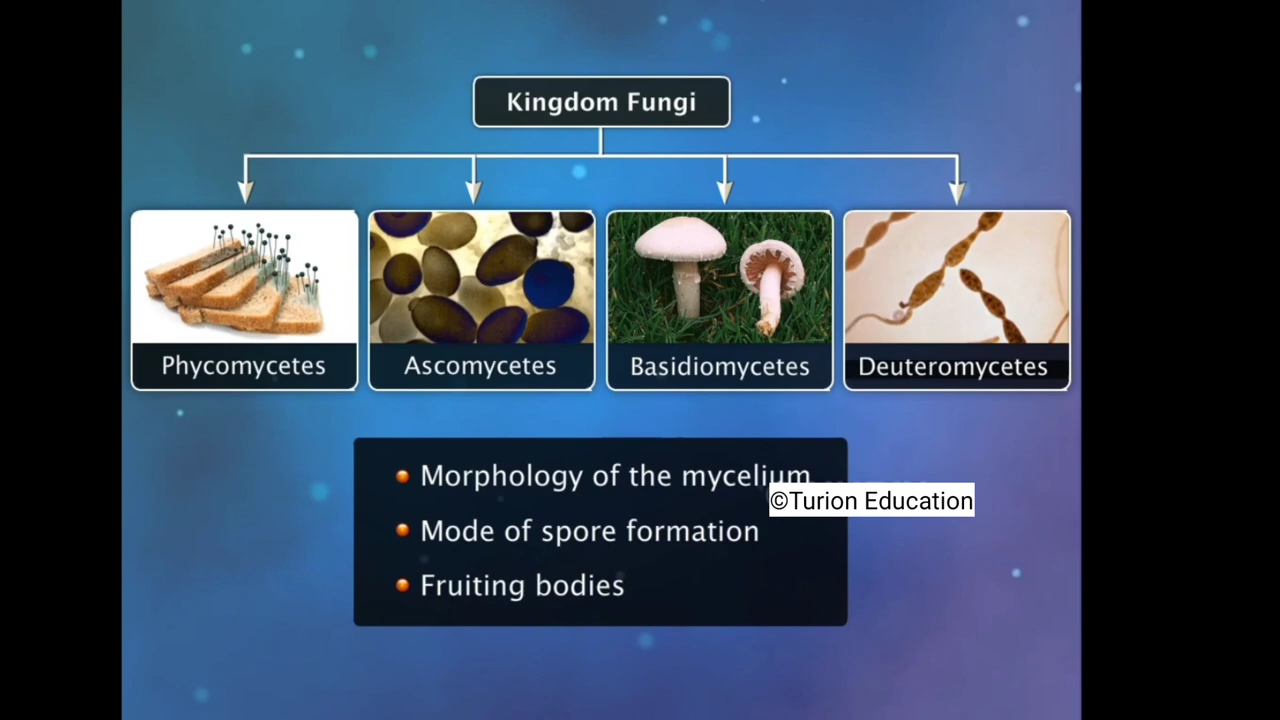 Kingdom Fungi
Phycomycetes
Ascomycetes
Basidiomycetes
Deuteromycetes
Morphology of the mycelium
©Turion Education
Mode of spore formation
Fruiting bodies